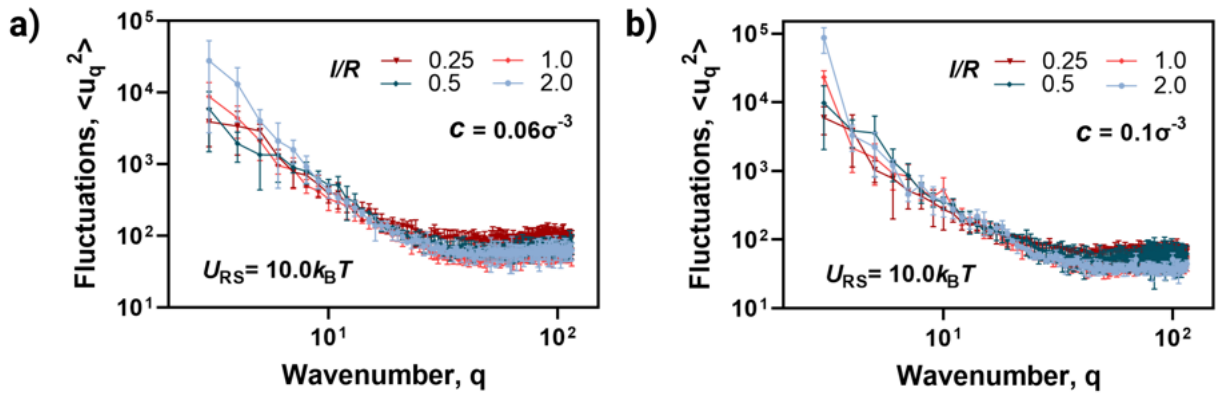 a)
Fluctuations, <u_q^2>
10^5
10^4
10^3
10^2
10^1
l/R
0.25
1.0
0.5
2.0
c = 0.06σ^-3
U_RS= 10.0k_BT
10^1
10^2
Wavenumber, q
b)
Fluctuations, <u_q^2>
10^5
10^4
10^3
10^2
10^1
l/R
0.25
1.0
0.5
2.0
c = 0.1σ^-3
U_RS= 10.0k_BT
10^1
10^2
Wavenumber, q